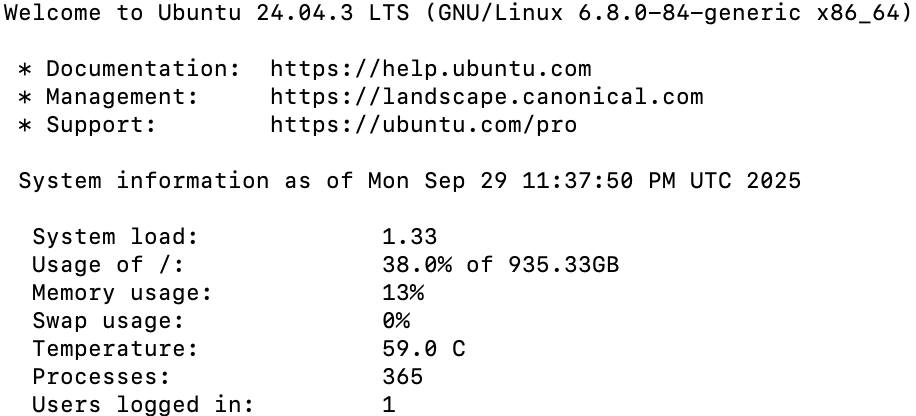 Welcome to Ubuntu 24.04.3 LTS (GNU/Linux 6.8.0-84-generic x86_64)
* Documentation: https://help.ubuntu.com
* Management: https://landscape.canonical.com
* Support: https://ubuntu.com/pro
System information as of Mon Sep 29 11:37:50 PM UTC 2025
System load: 1.33
Usage of /: 38.0% of 935.33GB
Memory usage: 13%
Swap usage: 0%
Temperature: 59.0 C
Processes: 365
Users logged in: 1